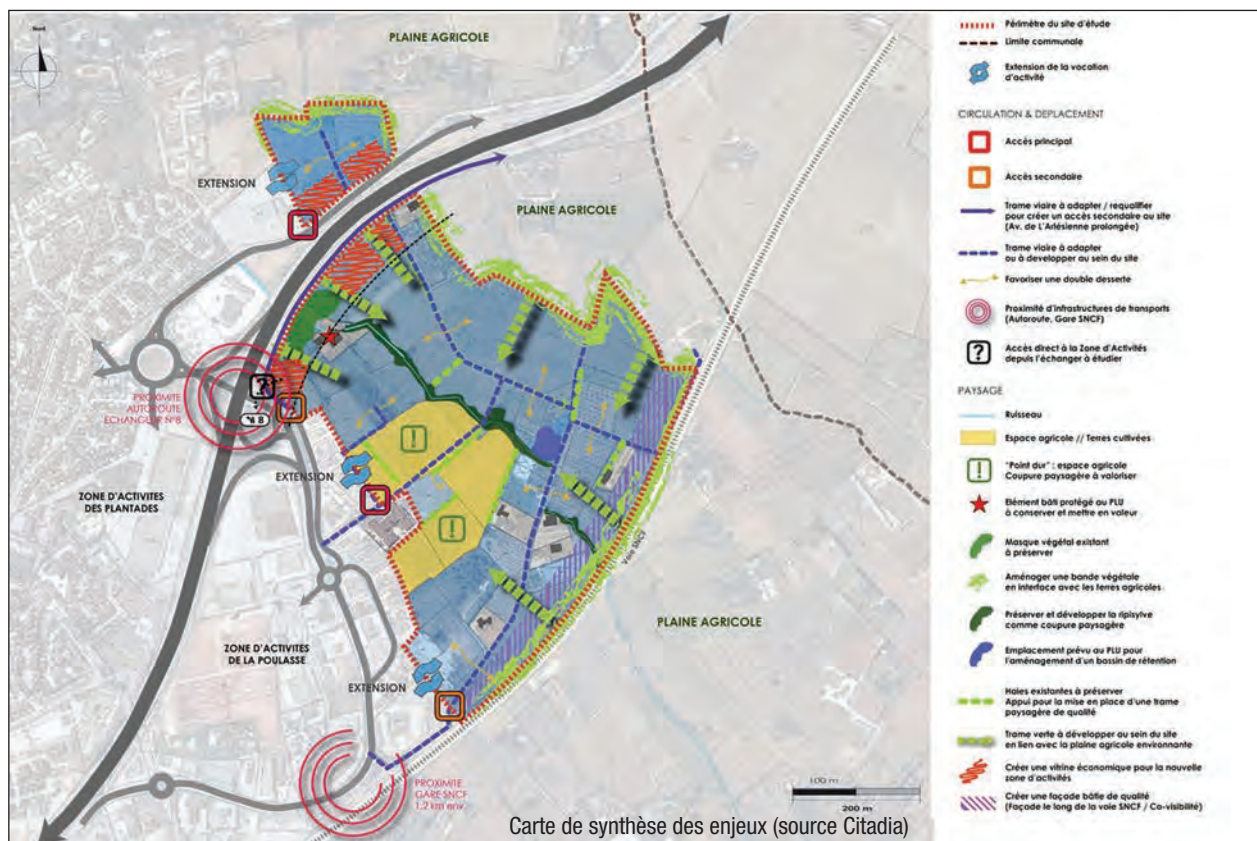 Nord
PLAINE AGRICOLE
EXTENSION
PLAINE AGRICOLE
PROXIMITE
AUTOROUTE
ECHANGEUR N°8
8
EXTENSION
ZONE D'ACTIVITES
DES PLANTADES
Voie SNCF
ZONE D'ACTIVITES
DE LA POULASSE
PLAINE AGRICOLE
EXTENSION
PROXIMITE
GARE SNCF
1,2 km env.
100 m
200 m
Carte de synthèse des enjeux (source Citadia)
Périmètre du site d'étude
Limite communale
Extension de la vocation
d'activité
CIRCULATION & DEPLACEMENT
Accès principal
Accès secondaire
Trame viaire à adapter / requalifier
pour créer un accès secondaire au site
(Av. de L'Arlésienne prolongée)
Trame viaire à adapter
ou à developper au sein du site
Favoriser une double desserte
Proximité d'infrastructures de transports
(Autoroute, Gare SNCF)
?
Accès direct à la Zone d'Activités
depuis l'échanger à étudier
PAYSAGE
Ruisseau
Espace agricole // Terres cultivées
!
"Point dur" : espace agricole
Coupure paysagère à valoriser
Elément bâti protégé au PLU
à conserver et mettre en valeur
Masque végétal existant
à préserver
Aménager une bande végétale
en interface avec les terres agricoles
Préserver et développer la ripisylve
comme coupure paysagère
Emplacement prévu au PLU pour
l'aménagement d'un bassin de rétention
Haies existantes à préserver
Appui pour la mise en place d'une trame
paysagère de qualité
Trame verte à développer au sein du site
en lien avec la plaine agricole environnante
Créer une vitrine économique pour la nouvelle
zone d'activités
Créer une façade bâtie de qualité
(Façade le long de la voie SNCF / Co-visibilité)